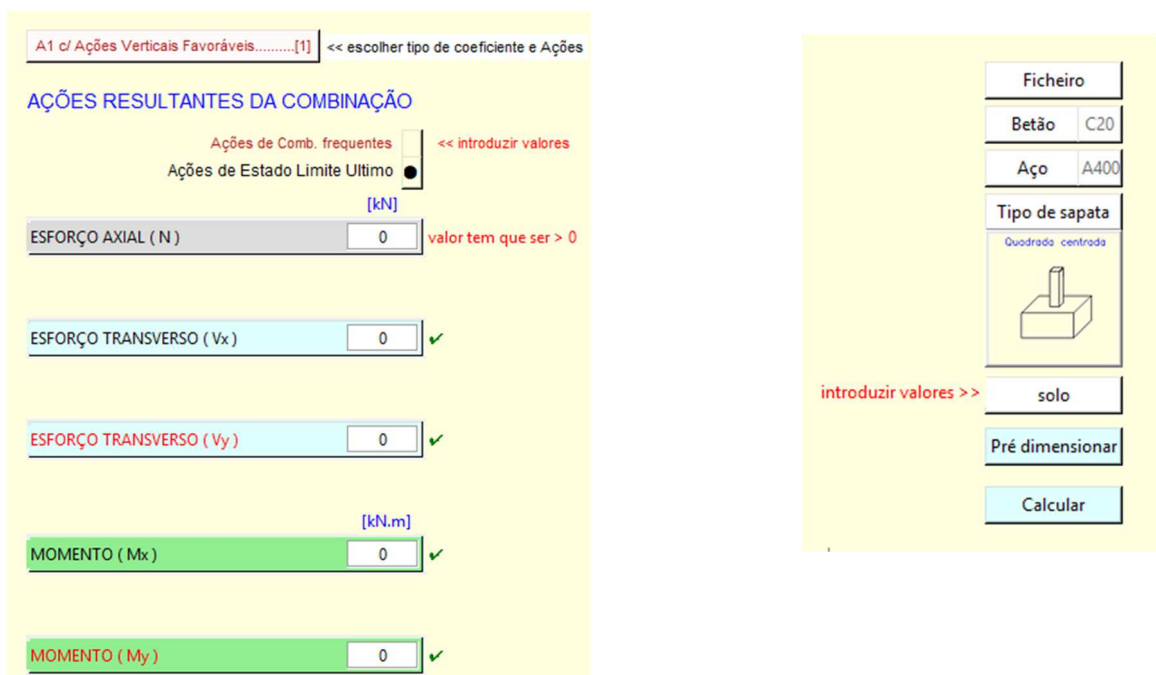 A1 c/ Ações Verticais Favoráveis..........[1] << escolher tipo de coeficiente e Ações
AÇÕES RESULTANTES DA COMBINAÇÃO
Ações de Comb. frequentes << introduzir valores
Ações de Estado Limite Ultimo
[kN]
ESFORÇO AXIAL ( N ) 0 valor tem que ser > 0
ESFORÇO TRANSVERSO ( Vx ) 0 ✔
ESFORÇO TRANSVERSO ( Vy ) 0 ✔
[kN.m]
MOMENTO ( Mx ) 0 ✔
MOMENTO ( My ) 0 ✔
Ficheiro
Betão C20
Aço A400
Tipo de sapata
Quadrada centrada
introduzir valores >> solo
Pré dimensionar
Calcular